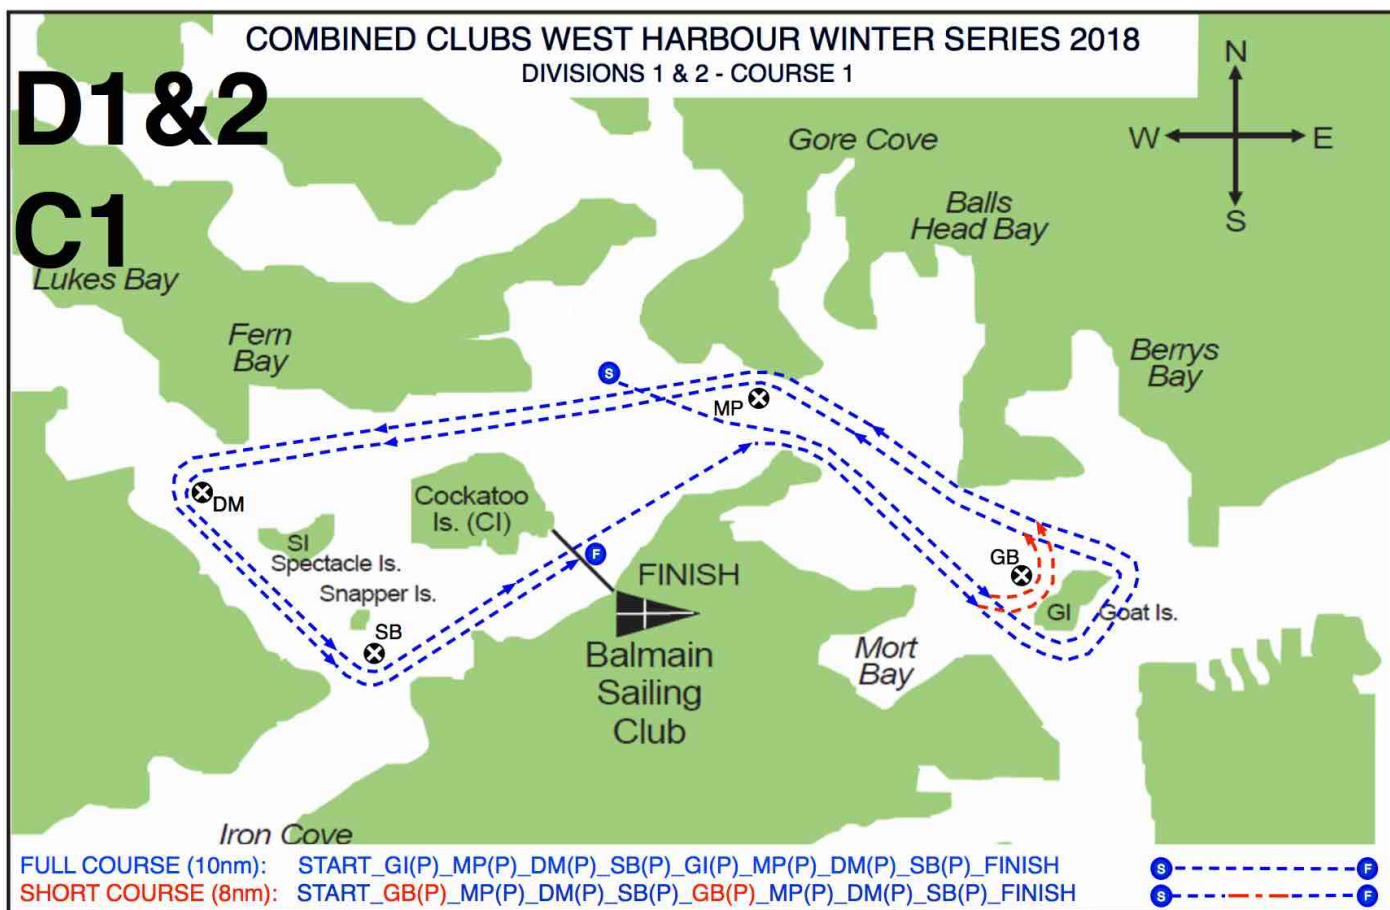 COMBINED CLUBS WEST HARBOUR WINTER SERIES 2018
DIVISIONS 1 & 2 - COURSE 1
D1&2
C1
N
W
E
S
Gore Cove
Balls
Head Bay
Lukes Bay
Fern
Bay
Berrys
Bay
S
MP
DM
Cockatoo
Is. (CI)
SI
Spectacle Is.
Snapper Is.
SB
F
FINISH
GB
GI
Goat Is.
Balmain
Sailing
Club
Mort
Bay
Iron Cove
FULL COURSE (10nm): START_GI(P)_MP(P)_DM(P)_SB(P)_GI(P)_MP(P)_DM(P)_SB(P)_FINISH
S F
SHORT COURSE (8nm): START_GB(P)_MP(P)_DM(P)_SB(P)_GB(P)_MP(P)_DM(P)_SB(P)_FINISH
S F